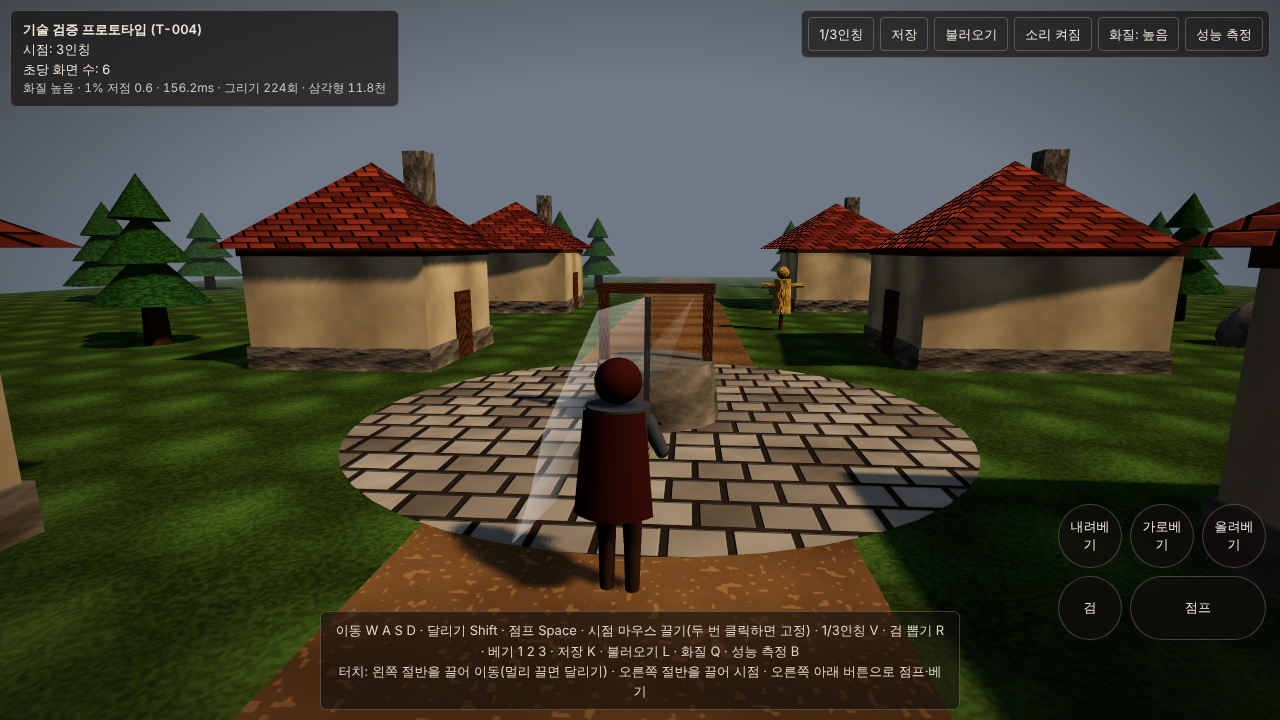 기술 검증 프로토타입 (T-004)
시점: 3인칭
초당 화면 수: 6
화질 높음 · 1% 저점 0.6 · 156.2ms · 그리기 224회 · 삼각형 11.8천
1/3인칭
저장
불러오기
소리 켜짐
화질: 높음
성능 측정
내려베
기
가로베
기
올려베
기
검
점프
이동 W A S D · 달리기 Shift · 점프 Space · 시점 마우스 끌기(두 번 클릭하면 고정) · 1/3인칭 V · 검 뽑기 R
· 베기 1 2 3 · 저장 K · 불러오기 L · 화질 Q · 성능 측정 B
터치: 왼쪽 절반을 끌어 이동(멀리 끌면 달리기) · 오른쪽 절반을 끌어 시점 · 오른쪽 아래 버튼으로 점프·베
기